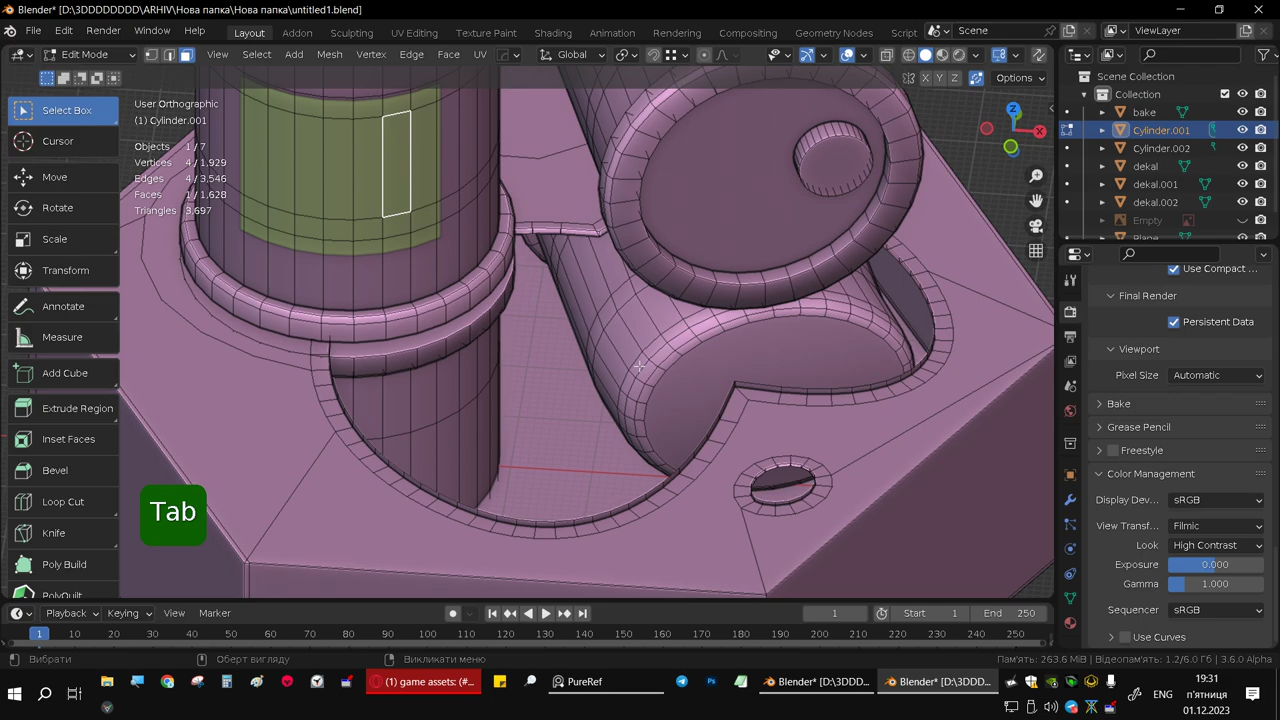 Blender* [D:\3DDDDDDDD\ARHIV\Нова папка\Нова папка\untitled1.blend]
File Edit Render Window Help Layout Addon Sculpting UV Editing Texture Paint Shading Animation Rendering Compositing Geometry Nodes Script Scene ViewLayer
Edit Mode View Select Add Mesh Vertex Edge Face UV Global
X Y Z Options
User Orthographic
(1) Cylinder.001
Objects 1/7
Vertices 4/1,929
Edges 4/3,546
Faces 1/1,628
Triangles 3,697
Select Box
Cursor
Move
Rotate
Scale
Transform
Annotate
Measure
Add Cube
Extrude Region
Inset Faces
Bevel
Loop Cut
Knife
Poly Build
PolyQuilt
Tab
Z
X
Scene Collection
Collection
bake
Cylinder.001
Cylinder.002
dekal
dekal.001
dekal.002
Empty
Plane
Use Compact ...
Final Render
Persistent Data
Viewport
Pixel Size Automatic
Bake
Grease Pencil
Freestyle
Color Management
Display Dev... sRGB
View Transf... Filmic
Look High Contrast
Exposure 0.000
Gamma 1.000
Sequencer sRGB
Use Curves
Playback Keying View Marker 1 Start 1 End 250
1 10 20 30 40 50 60 70 80 90 100 110 120 130 140 150 160 170 180 190 200 210 220 230 240 250
Вибрати Оберт вигляду Викликати меню Пам'ять: 263.6 MiB | Відеопам'ять: 1.2/6.0 Гб | 3.6.0 Alpha
(1) game assets: (#... PureRef Blender* [D:\3DD... Blender* [D:\3DD...
19:31
ENG п'ятниця
01.12.2023